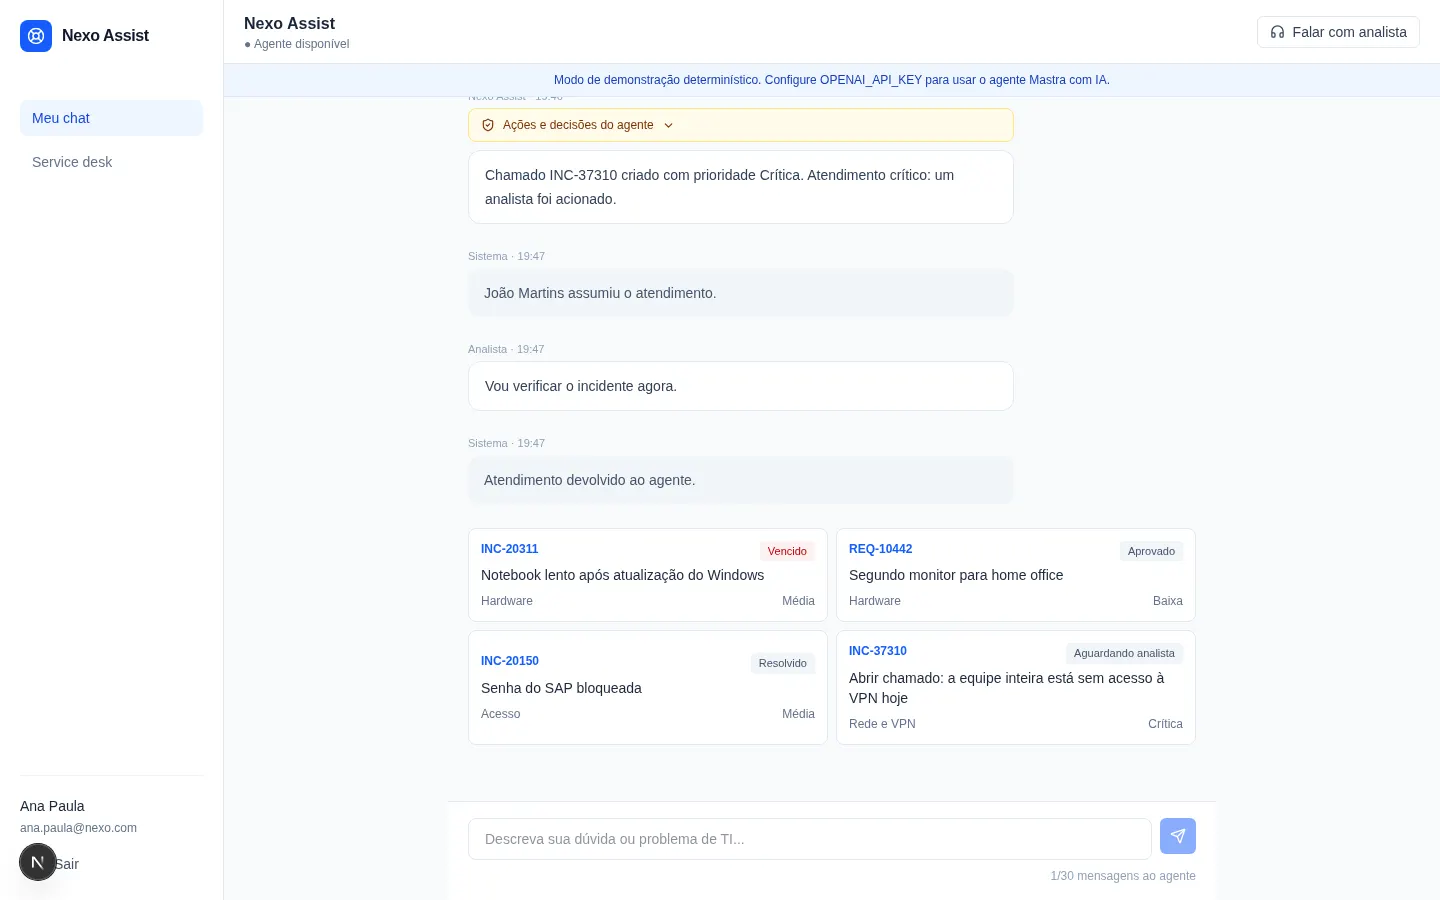 Nexo Assist
Meu chat
Service desk
Ana Paula
ana.paula@nexo.com
N
Sair
Nexo Assist
● Agente disponível
Falar com analista
Modo de demonstração determinístico. Configure OPENAI_API_KEY para usar o agente Mastra com IA.
Nexo Assist · 19:46
Ações e decisões do agente
Chamado INC-37310 criado com prioridade Crítica. Atendimento crítico: um
analista foi acionado.
Sistema · 19:47
João Martins assumiu o atendimento.
Analista · 19:47
Vou verificar o incidente agora.
Sistema · 19:47
Atendimento devolvido ao agente.
INC-20311
Vencido
Notebook lento após atualização do Windows
Hardware
Média
REQ-10442
Aprovado
Segundo monitor para home office
Hardware
Baixa
INC-20150
Resolvido
Senha do SAP bloqueada
Acesso
Média
INC-37310
Aguardando analista
Abrir chamado: a equipe inteira está sem acesso à
VPN hoje
Rede e VPN
Crítica
Descreva sua dúvida ou problema de TI...
1/30 mensagens ao agente